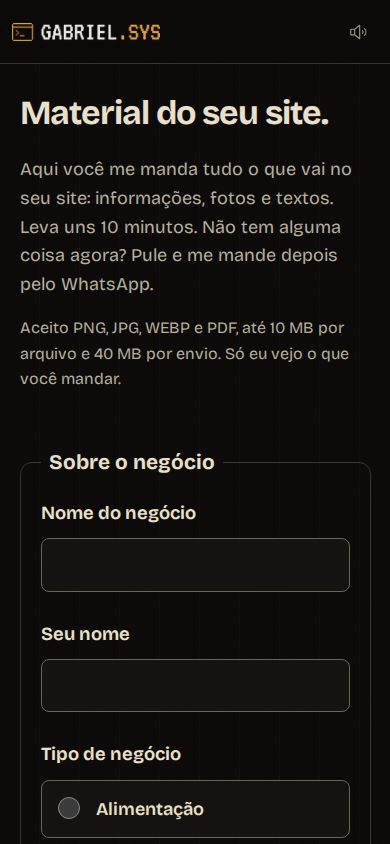 GABRIEL.SYS
Material do seu site.
Aqui você me manda tudo o que vai no
seu site: informações, fotos e textos.
Leva uns 10 minutos. Não tem alguma
coisa agora? Pule e me mande depois
pelo WhatsApp.
Aceito PNG, JPG, WEBP e PDF, até 10 MB por
arquivo e 40 MB por envio. Só eu vejo o que
você mandar.
Sobre o negócio
Nome do negócio
Seu nome
Tipo de negócio
Alimentação